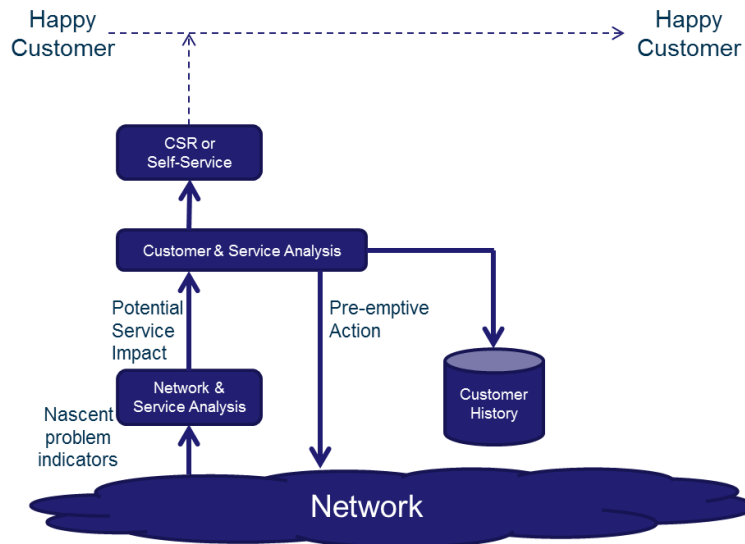 Happy
Customer
Happy
Customer
CSR or
Self-Service
Customer & Service Analysis
Potential
Service
Impact
Pre-emptive
Action
Network &
Service Analysis
Customer
History
Nascent
problem
indicators
Network